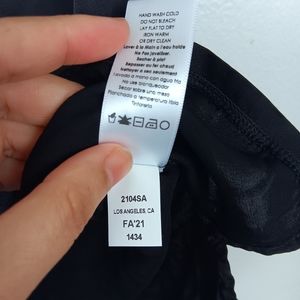 HAND WASH COLD
DO NOT BLEACH
LAY FLAT TO DRY
IRON WARM
OR DRY CLEAN
Laver à la Main a l'eau froide
Ne Pas Javeliser.
Sécher à plat
Repasser au fer chaud
Nettoyer a sec seulement
Lavado a mano con agua fria
No use blanqueador
Secar sobre una mesa
Planchado a temperatura tibia
Tintoreria
2104SA
LOS ANGELES, CA
FA'21
1434